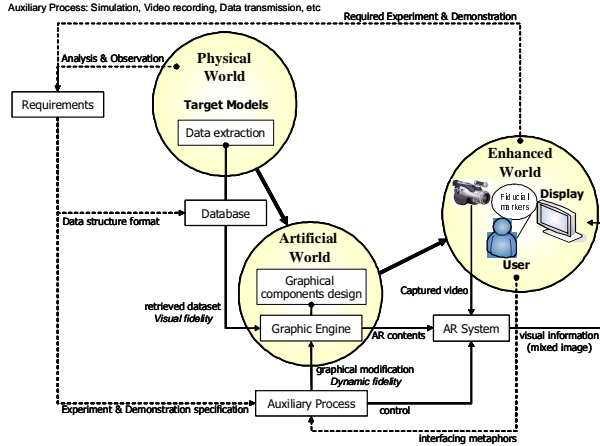 Auxiliary Process: Simulation, Video recording, Data transmission, etc
Required Experiment & Demonstration
Analysis & Observation
Physical
World
Target Models
Requirements
Data extraction
Enhanced
World
Fiducial
markers
Display
User
Database
Data structure format
Artificial
World
Graphical
components design
Captured video
retrieved dataset
Visual fidelity
Graphic Engine
AR contents
AR System
visual information
(mixed image)
graphical modification
Dynamic fidelity
Experiment & Demonstration specification
Auxiliary Process
control
interfacing metaphors